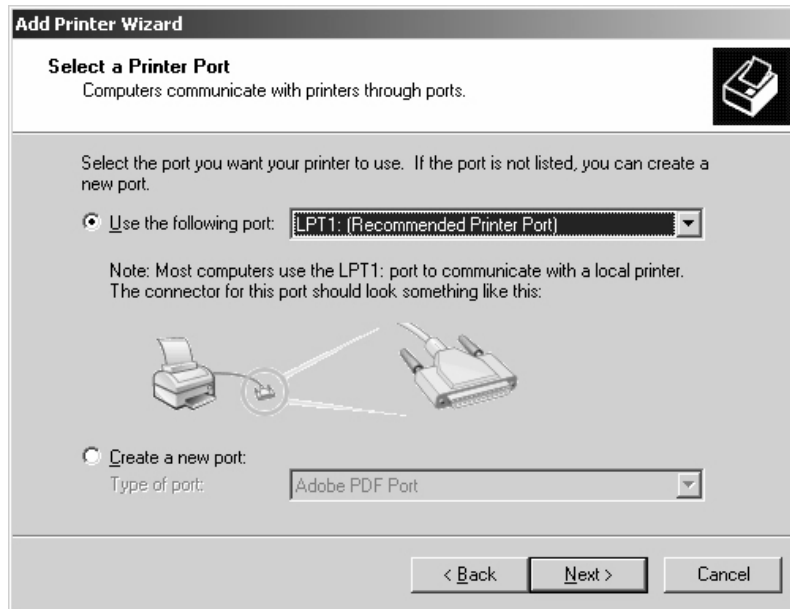 Add Printer Wizard
Select a Printer Port
Computers communicate with printers through ports.
Select the port you want your printer to use.  If the port is not listed, you can create a
new port.
Use the following port: LPT1: (Recommended Printer Port)
Note: Most computers use the LPT1: port to communicate with a local printer.
The connector for this port should look something like this:
Create a new port:
Type of port: Adobe PDF Port
< Back Next > Cancel